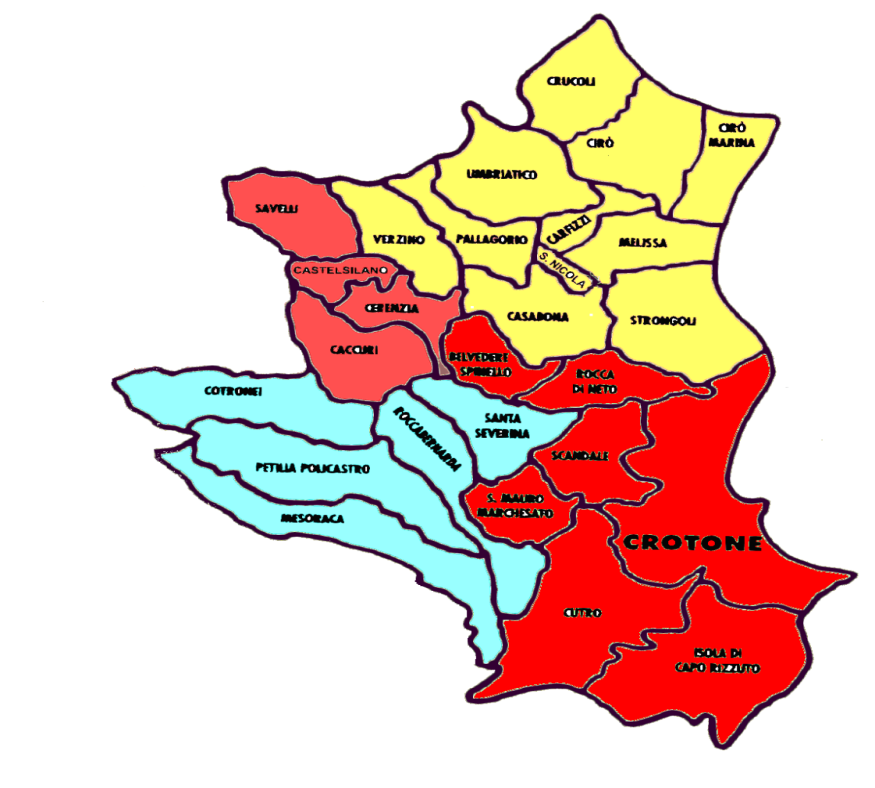 CRUCOLI
CIRÒ
CIRÒ
MARINA
UMBRIATICO
SAVELLI
VERZINO
PALLAGORIO
CARFIZZI
MELISSA
CASTELSILANO
S. NICOLA
CERENZIA
CASABONA
STRONGOLI
CACCURI
BELVEDERE
SPINELLO
ROCCA
DI NETO
COTRONEI
ROCCABERNARDA
SANTA
SEVERINA
SCANDALE
PETILIA POLICASTRO
S. MAURO
MARCHESATO
MESORACA
CROTONE
CUTRO
ISOLA DI
CAPO RIZZUTO